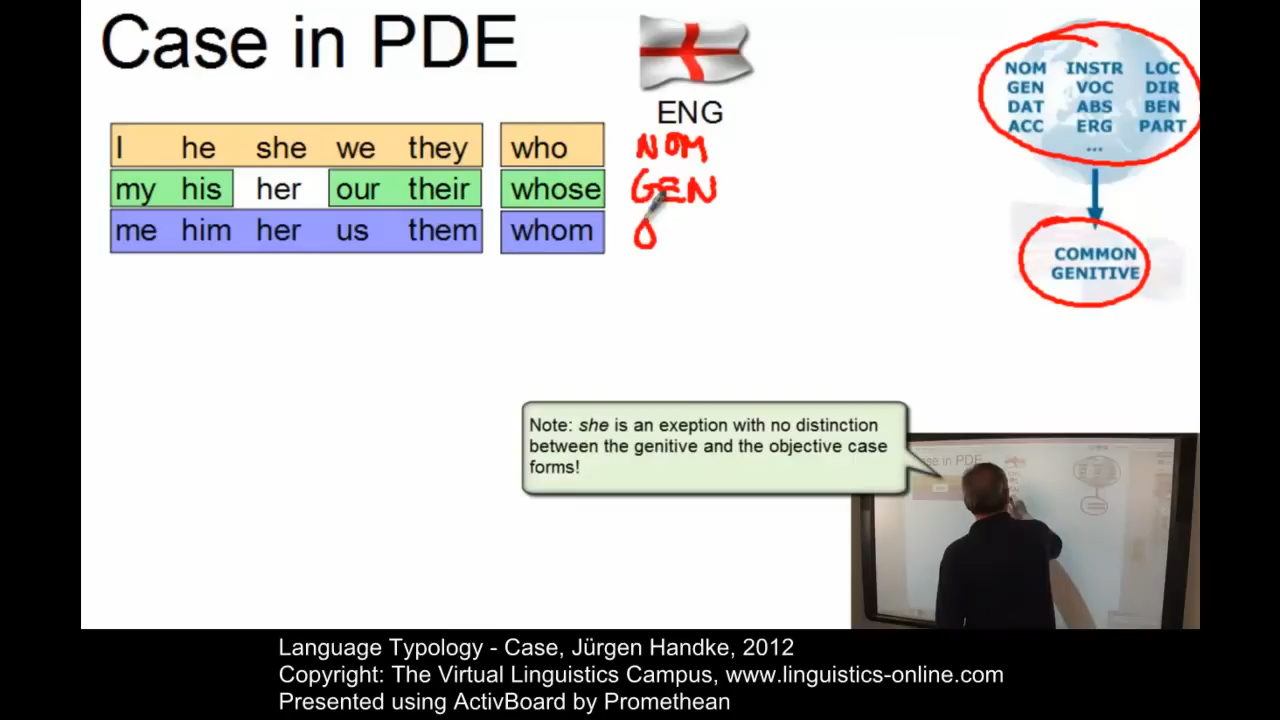 Case in PDE
ENG
I he she we they who NOM
my his her our their whose GEN
me him her us them whom O
NOM INSTR LOC
GEN VOC DIR
DAT ABS BEN
ACC ERG PART
...
COMMON
GENITIVE
Note: she is an exeption with no distinction
between the genitive and the objective case
forms!
Language Typology - Case, Jürgen Handke, 2012
Copyright: The Virtual Linguistics Campus, www.linguistics-online.com
Presented using ActivBoard by Promethean